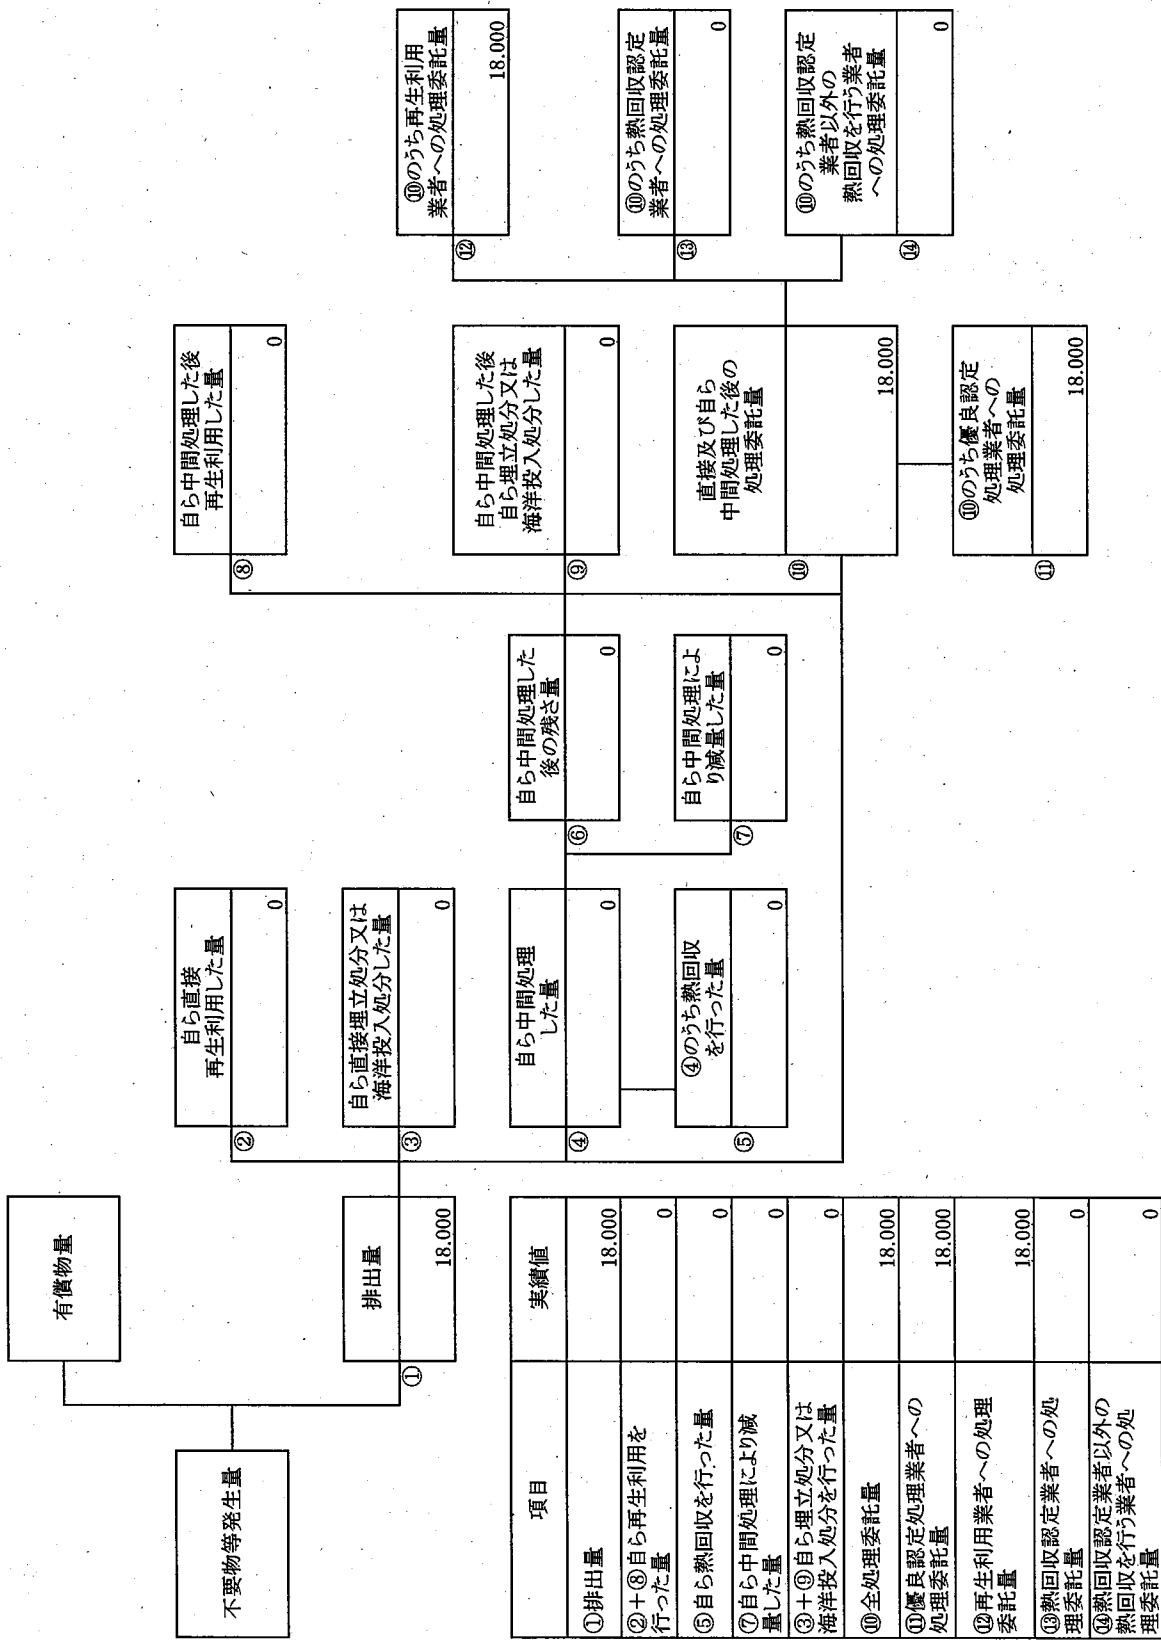 不要物等発生量
有償物量
排出量
①
18.000
自ら直接
再生利用した量
②
0
自ら直接埋立処分又は
海洋投入処分した量
③
0
自ら中間処理
した量
④
0
④のうち熱回収
を行った量
⑤
0
自ら中間処理した
後の残さ量
⑥
0
自ら中間処理によ
り減量した量
⑦
0
自ら中間処理した後
再生利用した量
⑧
0
自ら中間処理した後
自ら埋立処分又は
海洋投入処分した量
⑨
0
直接及び自ら
中間処理した後の
処理委託量
⑩
18.000
⑩のうち優良認定
処理業者への
処理委託量
⑪
18.000
⑩のうち再生利用
業者への処理委託量
⑫
18.000
⑩のうち熱回収認定
業者への処理委託量
⑬
0
⑩のうち熱回収認定
業者以外の
熱回収を行う業者
への処理委託量
⑭
0
項目 実績値
①排出量 18.000
②+⑧自ら再生利用を
行った量 0
⑤自ら熱回収を行った量 0
⑦自ら中間処理により減
量した量 0
③+⑨自ら埋立処分又は
海洋投入処分を行った量 0
⑩全処理委託量 18.000
⑪優良認定処理業者への
処理委託量 18.000
⑫再生利用業者への処理
委託量 18.000
⑬熱回収認定業者への処
理委託量 0
⑭熱回収認定業者以外の
熱回収を行う業者への処
理委託量 0